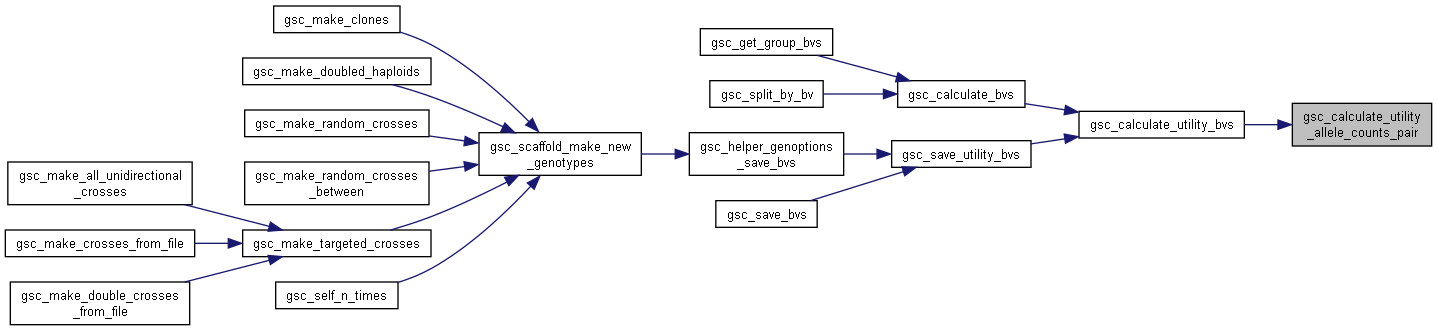 gsc_make_clones
gsc_make_doubled_haploids
gsc_make_random_crosses
gsc_make_random_crosses
_between
gsc_make_all_unidirectional
_crosses
gsc_make_crosses_from_file
gsc_make_double_crosses
_from_file
gsc_make_targeted_crosses
gsc_self_n_times
gsc_scaffold_make_new
_genotypes
gsc_get_group_bvs
gsc_split_by_bv
gsc_helper_genoptions
_save_bvs
gsc_save_bvs
gsc_calculate_bvs
gsc_save_utility_bvs
gsc_calculate_utility_bvs
gsc_calculate_utility
_allele_counts_pair